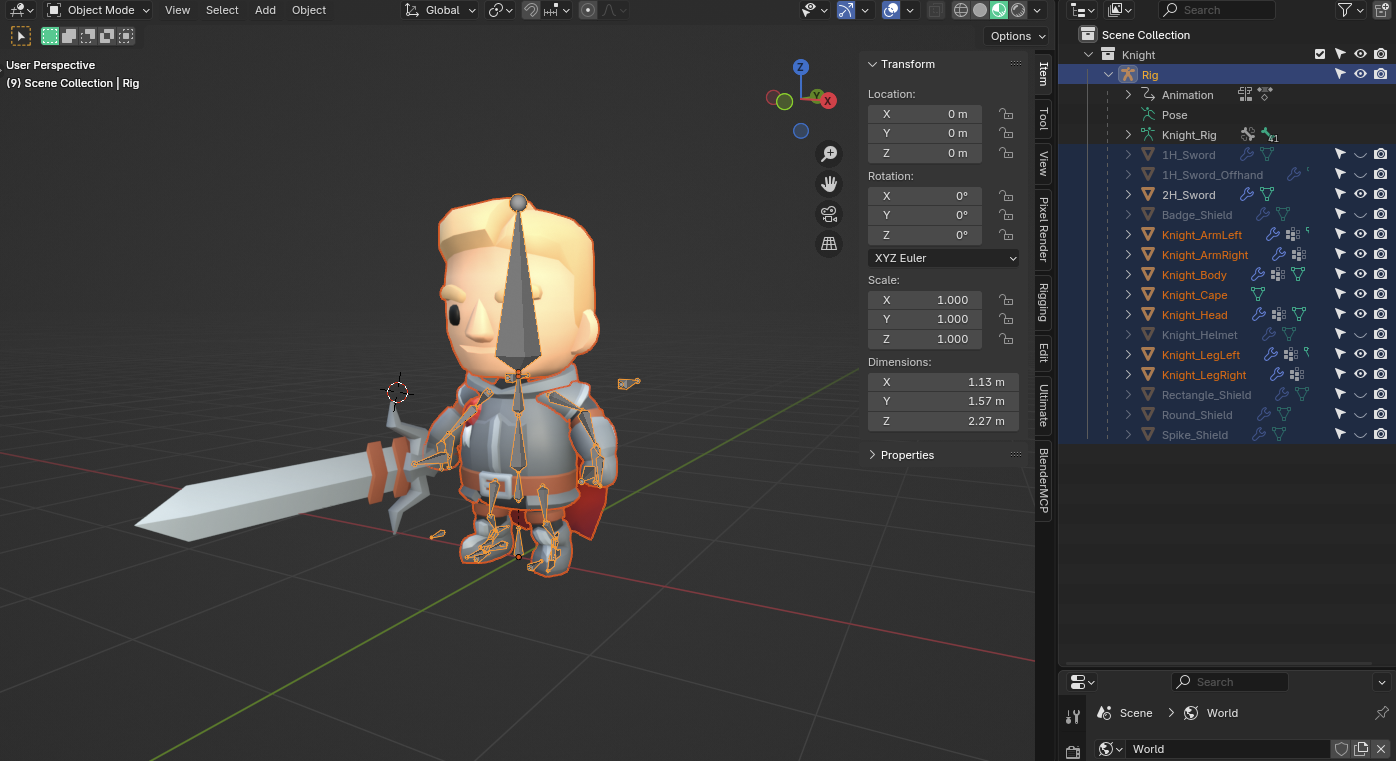 Object Mode View Select Add Object Global Search
Options
User Perspective
(9) Scene Collection | Rig
Z
Y
X
Transform
Location:
X 0 m
Y 0 m
Z 0 m
Rotation:
X 0°
Y 0°
Z 0°
XYZ Euler
Scale:
X 1.000
Y 1.000
Z 1.000
Dimensions:
X 1.13 m
Y 1.57 m
Z 2.27 m
Properties
Item
Tool
View
Pixel Render
Rigging
Edit
Ultimate
BlenderMCP
Scene Collection
Knight
Rig
Animation
Pose
Knight_Rig 41
1H_Sword
1H_Sword_Offhand
2H_Sword
Badge_Shield
Knight_ArmLeft
Knight_ArmRight
Knight_Body
Knight_Cape
Knight_Head
Knight_Helmet
Knight_LegLeft
Knight_LegRight
Rectangle_Shield
Round_Shield
Spike_Shield
Search
Scene > World
World